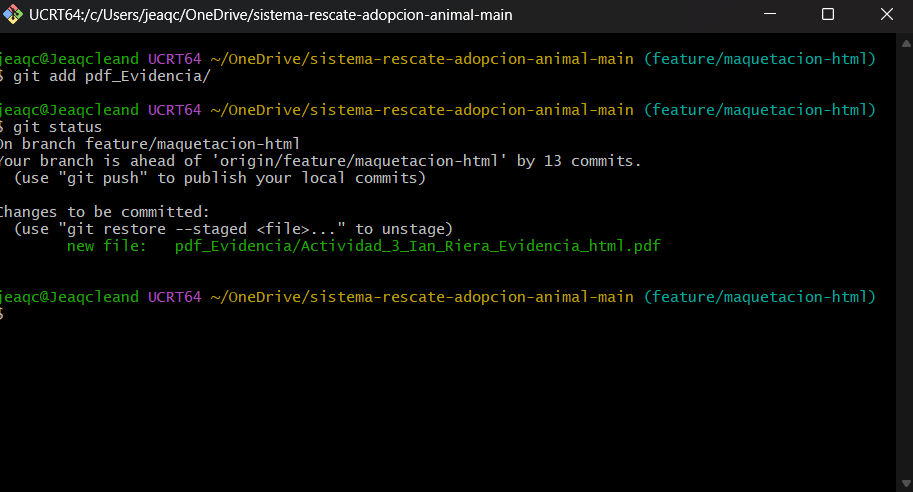 UCRT64:/c/Users/jeaqc/OneDrive/sistema-rescate-adopcion-animal-main
jeaqc@Jeaqcleand UCRT64 ~/OneDrive/sistema-rescate-adopcion-animal-main (feature/maquetacion-html)
$ git add pdf_Evidencia/
jeaqc@Jeaqcleand UCRT64 ~/OneDrive/sistema-rescate-adopcion-animal-main (feature/maquetacion-html)
$ git status
On branch feature/maquetacion-html
Your branch is ahead of 'origin/feature/maquetacion-html' by 13 commits.
  (use "git push" to publish your local commits)
Changes to be committed:
  (use "git restore --staged <file>..." to unstage)
        new file:   pdf_Evidencia/Actividad_3_Ian_Riera_Evidencia_html.pdf
jeaqc@Jeaqcleand UCRT64 ~/OneDrive/sistema-rescate-adopcion-animal-main (feature/maquetacion-html)
$